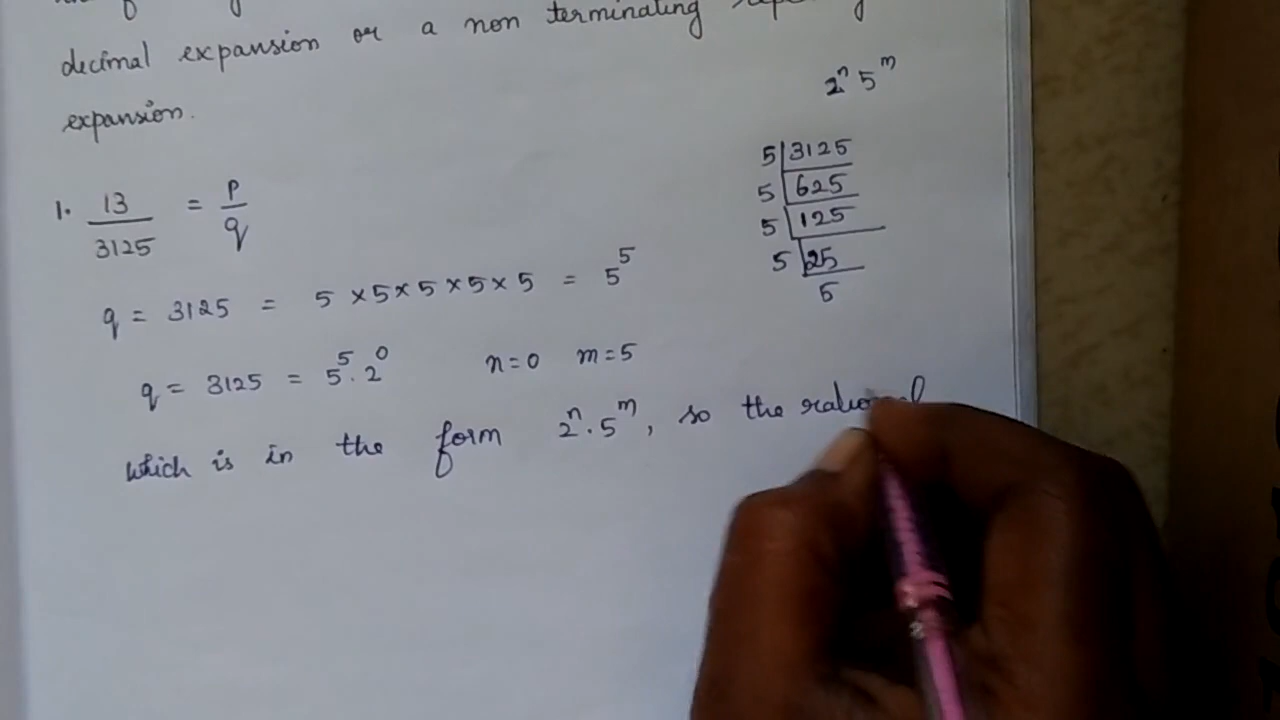 decimal expansion or a non terminating
expansion.
2ⁿ 5ᵐ
1. 13/3125 = p/q
5|3125
5|625
5|125
5|25
5
q = 3125 = 5 × 5 × 5 × 5 × 5 = 5⁵
q = 3125 = 5⁵ . 2⁰ n = 0 m = 5
which is in the form 2ⁿ . 5ᵐ, so the rational